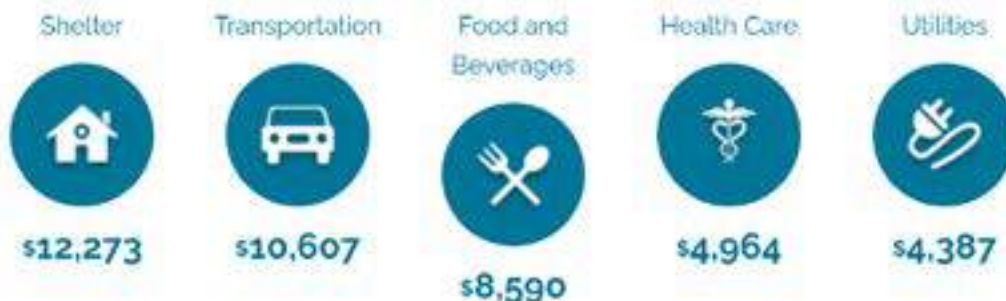 Shelter
$12,273
Transportation
$10,607
Food and
Beverages
$8,590
Health Care
$4,964
Utilities
$4,387